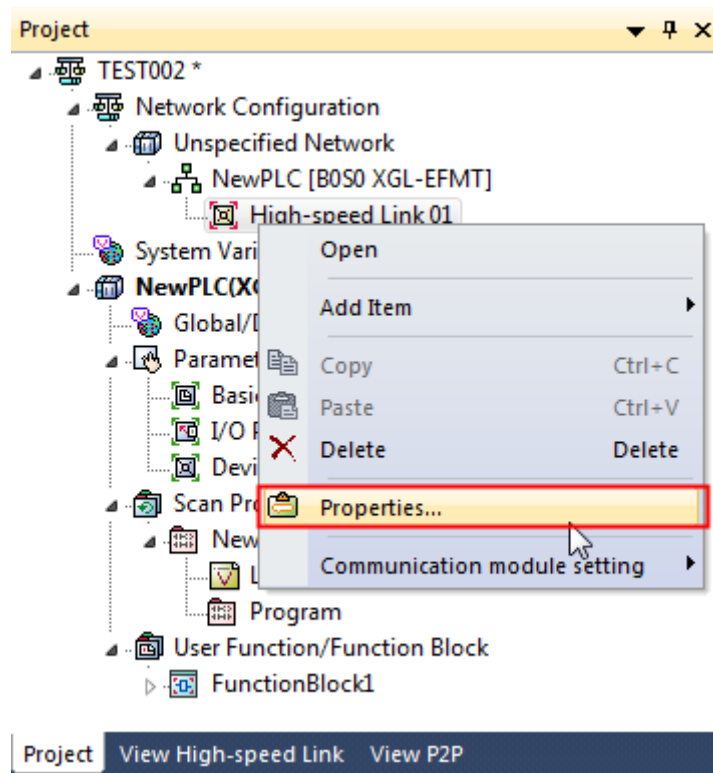 Project
TEST002 *
Network Configuration
Unspecified Network
NewPLC [B0S0 XGL-EFMT]
High-speed Link 01
System Vari
Open
NewPLC(X
Add Item
Global/
Paramet
Copy Ctrl+C
Basi
Paste Ctrl+V
I/O
Delete Delete
Devi
Scan Pr
Properties...
New
Communication module setting
L
Program
User Function/Function Block
FunctionBlock1
Project View High-speed Link View P2P